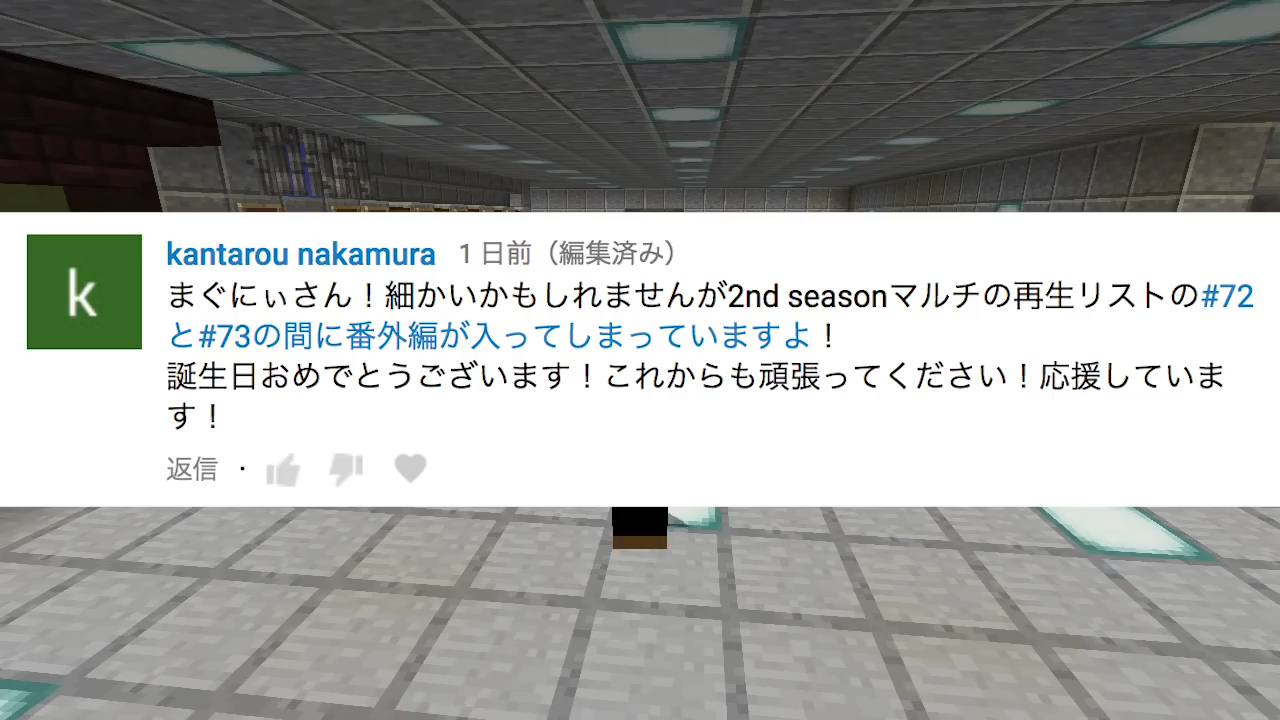 k
kantarou nakamura 1 日前（編集済み）
まぐにぃさん！細かいかもしれませんが2nd seasonマルチの再生リストの#72
と#73の間に番外編が入ってしまっていますよ！
誕生日おめでとうございます！これからも頑張ってください！応援していま
す！
返信 ·